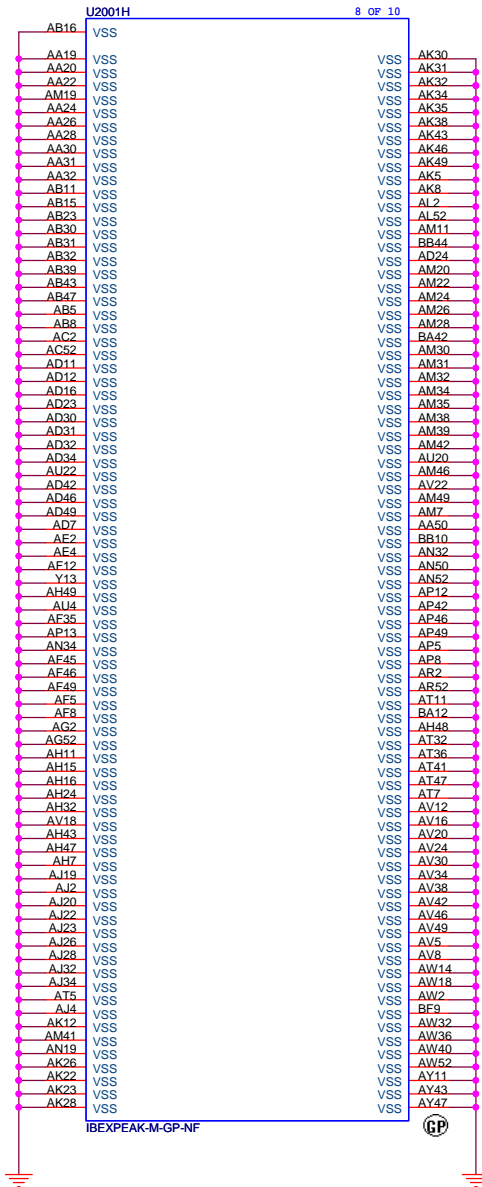 U2001H 8 OF 10
AB16 VSS
AA19 VSS VSS AK30
AA20 VSS VSS AK31
AA22 VSS VSS AK32
AM19 VSS VSS AK34
AA24 VSS VSS AK35
AA26 VSS VSS AK38
AA28 VSS VSS AK43
AA30 VSS VSS AK46
AA31 VSS VSS AK49
AA32 VSS VSS AK5
AB11 VSS VSS AK8
AB15 VSS VSS AL2
AB23 VSS VSS AL52
AB30 VSS VSS AM11
AB31 VSS VSS BB44
AB32 VSS VSS AD24
AB39 VSS VSS AM20
AB43 VSS VSS AM22
AB47 VSS VSS AM24
AB5 VSS VSS AM26
AB8 VSS VSS AM28
AC2 VSS VSS BA42
AC52 VSS VSS AM30
AD11 VSS VSS AM31
AD12 VSS VSS AM32
AD16 VSS VSS AM34
AD23 VSS VSS AM35
AD30 VSS VSS AM38
AD31 VSS VSS AM39
AD32 VSS VSS AM42
AD34 VSS VSS AU20
AU22 VSS VSS AM46
AD42 VSS VSS AV22
AD46 VSS VSS AM49
AD49 VSS VSS AM7
AD7 VSS VSS AA50
AE2 VSS VSS BB10
AE4 VSS VSS AN32
AF12 VSS VSS AN50
Y13 VSS VSS AN52
AH49 VSS VSS AP12
AU4 VSS VSS AP42
AF35 VSS VSS AP46
AP13 VSS VSS AP49
AN34 VSS VSS AP5
AF45 VSS VSS AP8
AF46 VSS VSS AR2
AF49 VSS VSS AR52
AF5 VSS VSS AT11
AF8 VSS VSS BA12
AG2 VSS VSS AH48
AG52 VSS VSS AT32
AH11 VSS VSS AT36
AH15 VSS VSS AT41
AH16 VSS VSS AT47
AH24 VSS VSS AT7
AH32 VSS VSS AV12
AV18 VSS VSS AV16
AH43 VSS VSS AV20
AH47 VSS VSS AV24
AH7 VSS VSS AV30
AJ19 VSS VSS AV34
AJ2 VSS VSS AV38
AJ20 VSS VSS AV42
AJ22 VSS VSS AV46
AJ23 VSS VSS AV49
AJ26 VSS VSS AV5
AJ28 VSS VSS AV8
AJ32 VSS VSS AW14
AJ34 VSS VSS AW18
AT5 VSS VSS AW2
AJ4 VSS VSS BF9
AK12 VSS VSS AW32
AM41 VSS VSS AW36
AN19 VSS VSS AW40
AK26 VSS VSS AW52
AK22 VSS VSS AY11
AK23 VSS VSS AY43
AK28 VSS VSS AY47
IBEXPEAK-M-GP-NF GP